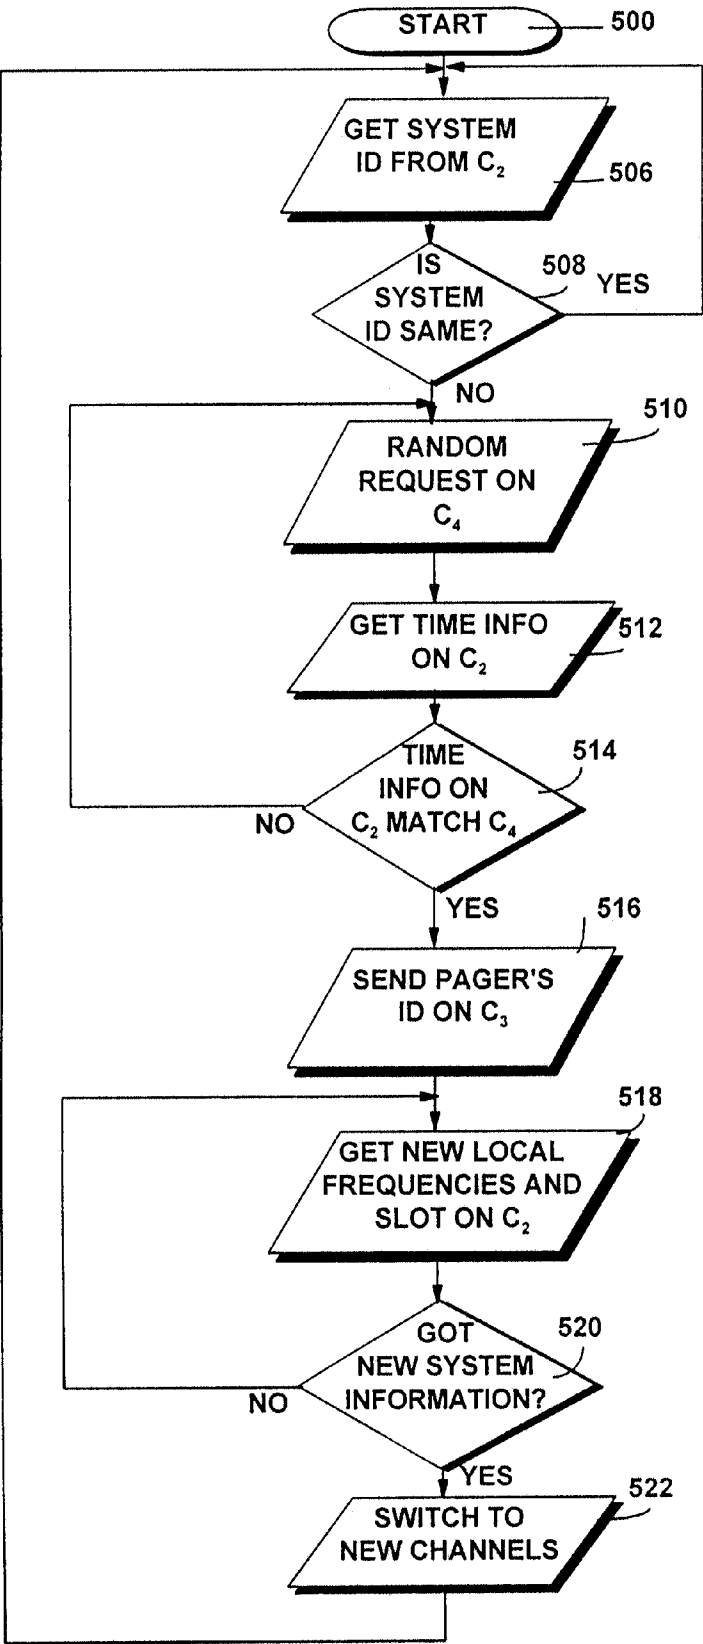 START
500
GET SYSTEM
ID FROM C₂
506
IS
SYSTEM
ID SAME?
508
YES
NO
510
RANDOM
REQUEST ON
C₄
GET TIME INFO
ON C₂
512
TIME
INFO ON
C₂ MATCH C₄
514
NO
YES
516
SEND PAGER'S
ID ON C₃
518
GET NEW LOCAL
FREQUENCIES AND
SLOT ON C₂
GOT
NEW SYSTEM
INFORMATION?
520
NO
YES
522
SWITCH TO
NEW CHANNELS